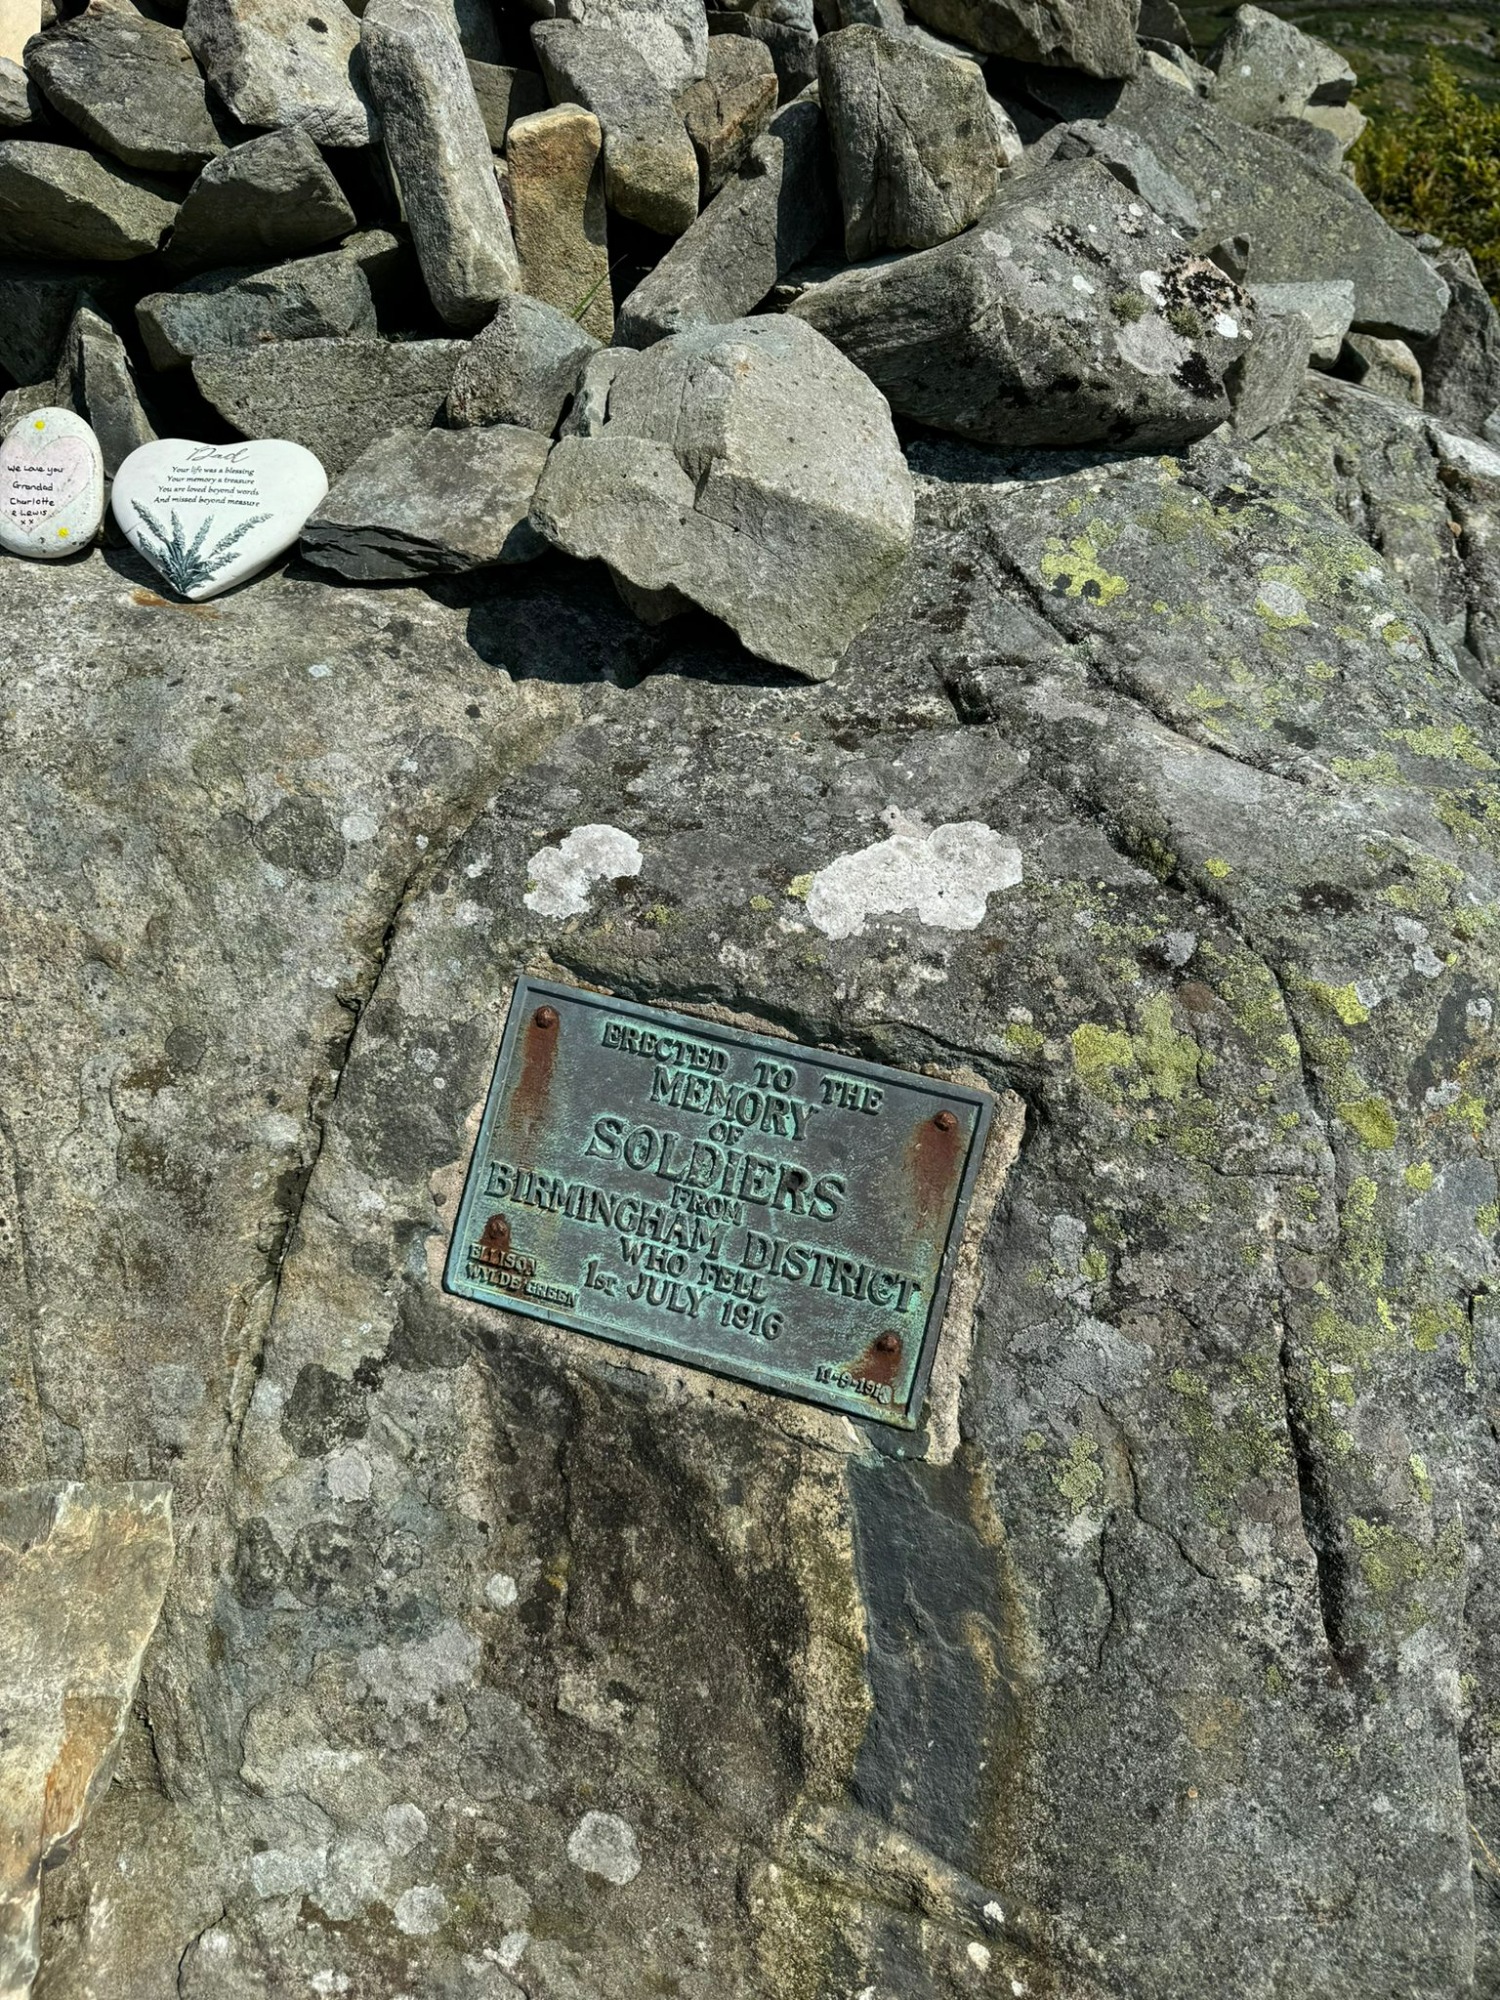 We Love you
Grandad
Charlotte
& Lewis
x x
Dad
Your life was a blessing
Your memory a treasure
You are loved beyond words
And missed beyond measure
ERECTED TO THE
MEMORY
OF
SOLDIERS
FROM
BIRMINGHAM DISTRICT
WHO FELL
1ST JULY 1916
ELLISON
WYLDE GREEN